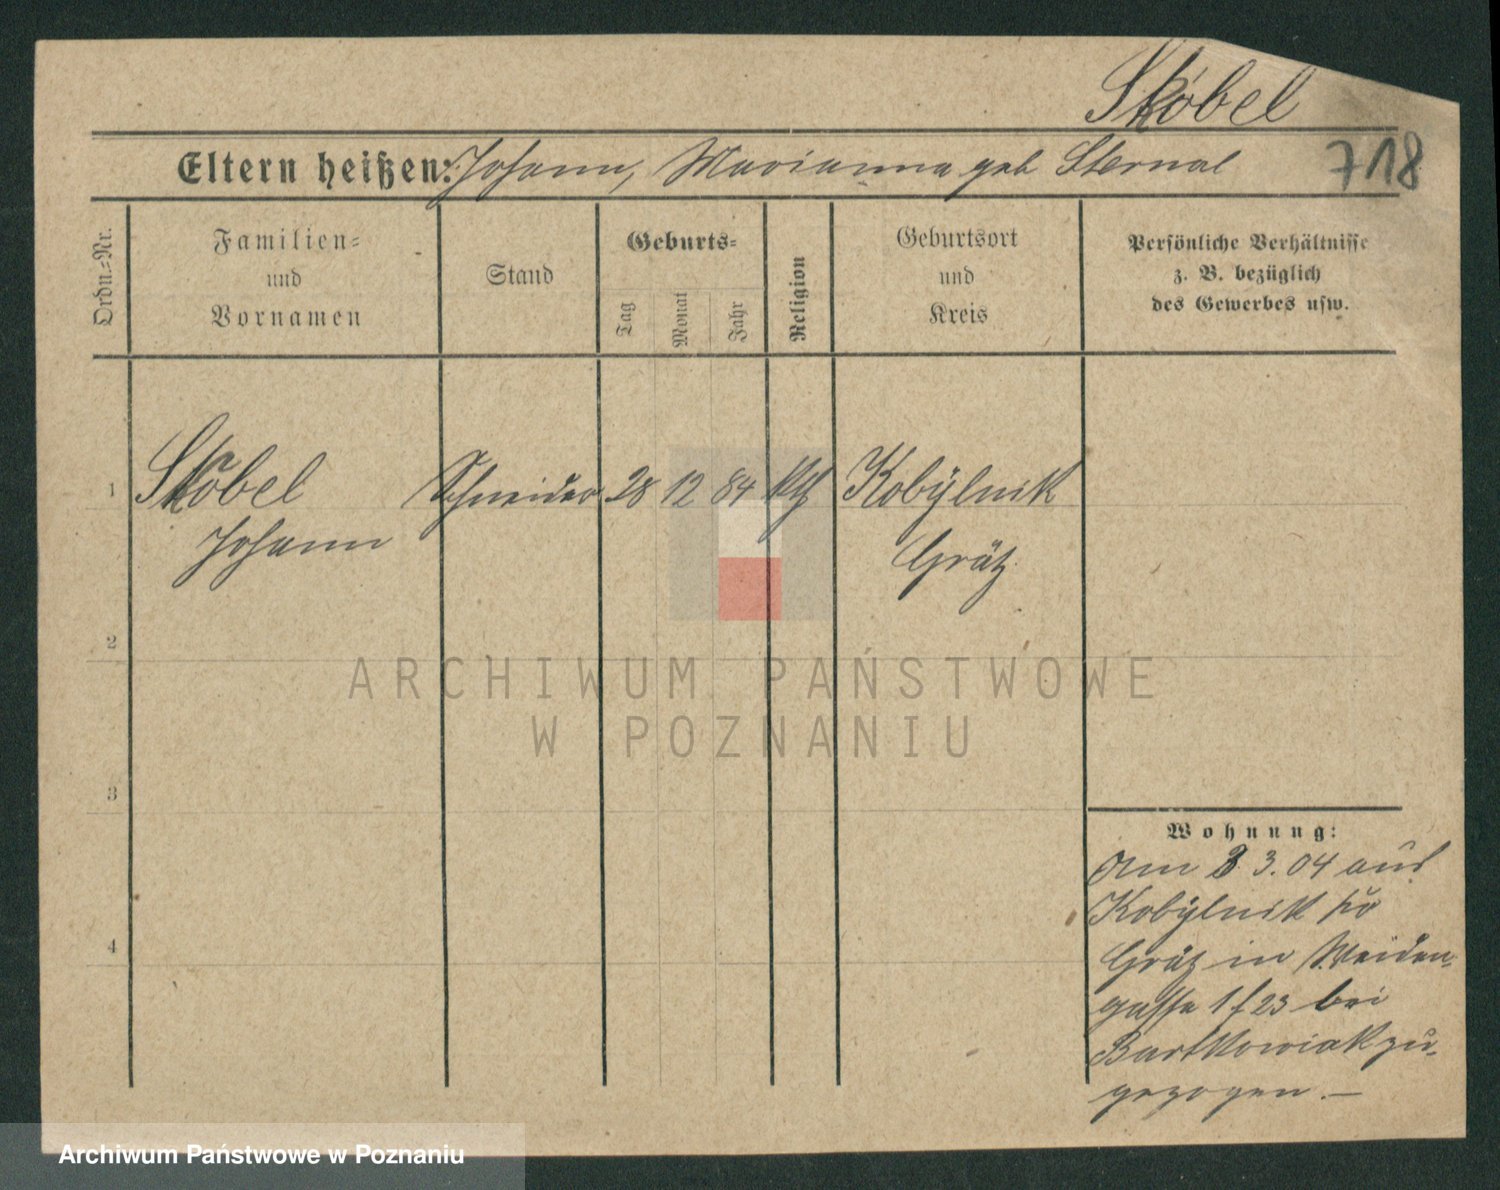 Skobel
Eltern heißen: Johann, Marianna geb Sternal
718
Ordn.=Nr.
Familien=
und
Vornamen
Stand
Geburts=
Tag
Monat
Jahr
Religion
Geburtsort
und
Kreis
Persönliche Verhältnisse
z. B. bezüglich
des Gewerbes usw.
1
Skobel Schneider 28 12 84 kth Kobylnik
Johann Grätz
2
ARCHIWUM PAŃSTWOWE
W POZNANIU
3
Wohnung:
Am 3 3. 04 aus
Kobylnik
Grätz in Weiden-
gasse 1 f 23 bei
Bartkowiak zu-
gezogen. —
4
Archiwum Państwowe w Poznaniu